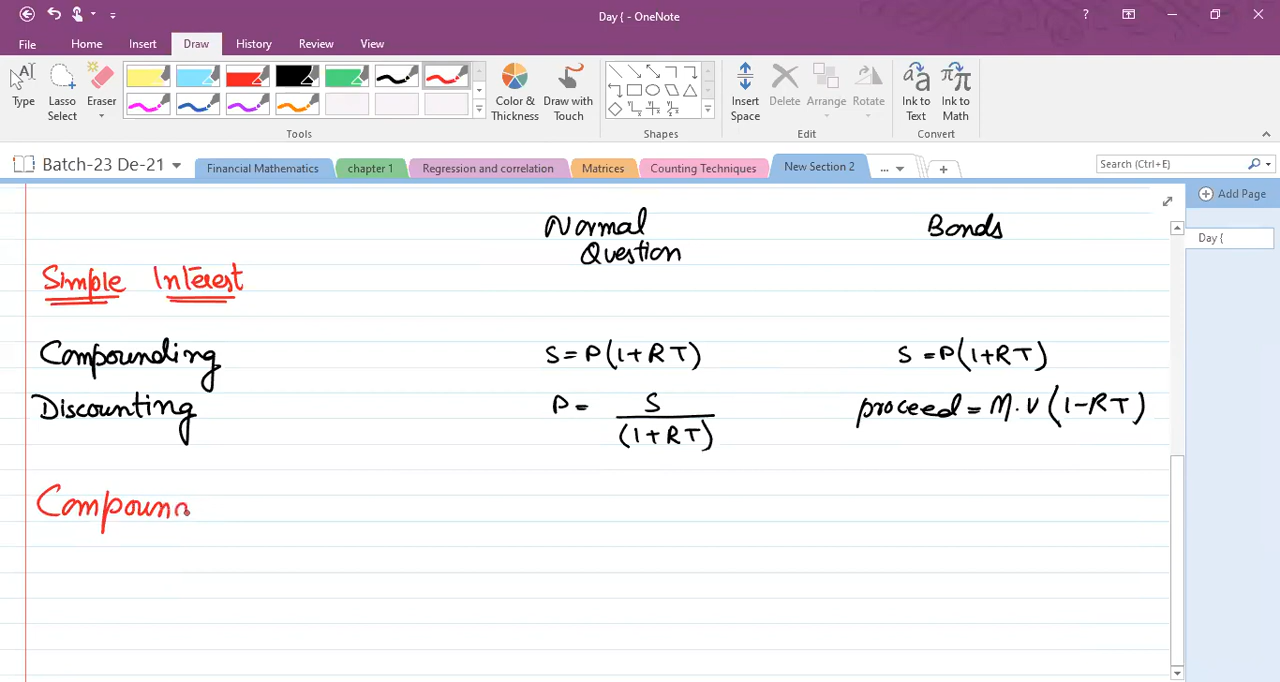 Day { - OneNote
?
File Home Insert Draw History Review View
Type
Lasso Select
Eraser
Color & Thickness
Draw with Touch
Insert Space
Delete
Arrange
Rotate
Ink to Text
Ink to Math
Tools
Shapes
Edit
Convert
Batch-23 De-21
Financial Mathematics
chapter 1
Regression and correlation
Matrices
Counting Techniques
New Section 2
...
Search (Ctrl+E)
Add Page
Day {
Normal Question
Bonds
Simple Interest
Compounding S = P(1+RT) S = P(1+RT)
Discounting P = S / (1+RT) proceed = M.V(1-RT)
Compoun